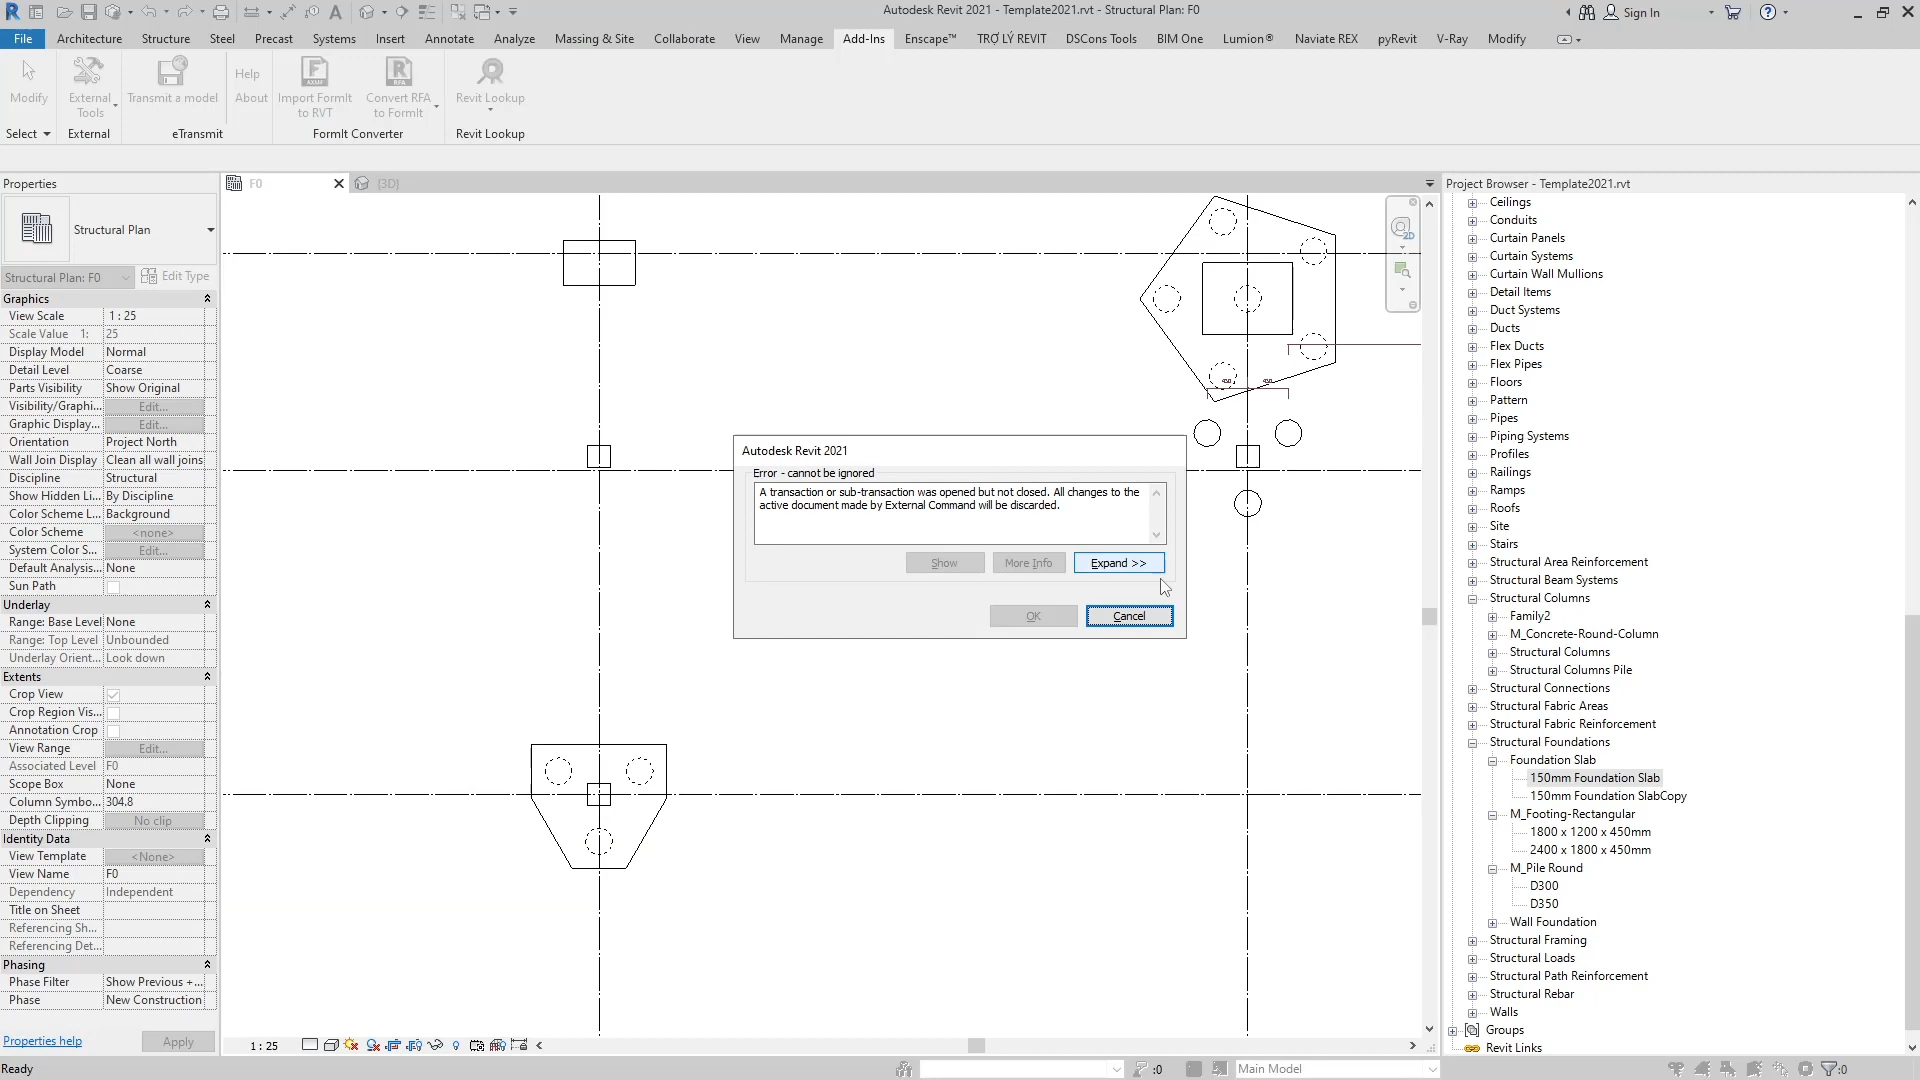 Autodesk Revit 2021 - Template2021.rvt - Structural Plan: F0
Sign In
File Architecture Structure Steel Precast Systems Insert Annotate Analyze Massing & Site Collaborate View Manage Add-Ins Enscape™ TRỢ LÝ REVIT DSCons Tools BIM One Lumion® Naviate REX pyRevit V-Ray Modify
Modify
External
Tools
Transmit a model
Help
About
Import FormIt
to RVT
Convert RFA
to FormIt
Revit Lookup
Select External eTransmit FormIt Converter Revit Lookup
Properties
F0
(3D)
Project Browser - Template2021.rvt
Structural Plan
Structural Plan: F0
Edit Type
Graphics
View Scale 1 : 25
Scale Value 1: 25
Display Model Normal
Detail Level Coarse
Parts Visibility Show Original
Visibility/Graphi... Edit...
Graphic Display... Edit...
Orientation Project North
Wall Join Display Clean all wall joins
Discipline Structural
Show Hidden Li... By Discipline
Color Scheme L... Background
Color Scheme <none>
System Color S... Edit...
Default Analysis... None
Sun Path
Underlay
Range: Base Level None
Range: Top Level Unbounded
Underlay Orient... Look down
Extents
Crop View
Crop Region Vis...
Annotation Crop
View Range Edit...
Associated Level F0
Scope Box None
Column Symbo... 304.8
Depth Clipping No clip
Identity Data
View Template <None>
View Name F0
Dependency Independent
Title on Sheet
Referencing Sh...
Referencing Det...
Phasing
Phase Filter Show Previous +...
Phase New Construction
Properties help
Apply
2D
Autodesk Revit 2021
Error - cannot be ignored
A transaction or sub-transaction was opened but not closed. All changes to the
active document made by External Command will be discarded.
Show
More Info
Expand >>
OK
Cancel
Ceilings
Conduits
Curtain Panels
Curtain Systems
Curtain Wall Mullions
Detail Items
Duct Systems
Ducts
Flex Ducts
Flex Pipes
Floors
Pattern
Pipes
Piping Systems
Profiles
Railings
Ramps
Roofs
Site
Stairs
Structural Area Reinforcement
Structural Beam Systems
Structural Columns
Family2
M_Concrete-Round-Column
Structural Columns
Structural Columns Pile
Structural Connections
Structural Fabric Areas
Structural Fabric Reinforcement
Structural Foundations
Foundation Slab
150mm Foundation Slab
150mm Foundation SlabCopy
M_Footing-Rectangular
1800 x 1200 x 450mm
2400 x 1800 x 450mm
M_Pile Round
D300
D350
Wall Foundation
Structural Framing
Structural Loads
Structural Path Reinforcement
Structural Rebar
Walls
Groups
Revit Links
1 : 25
Ready
:0
Main Model
:0